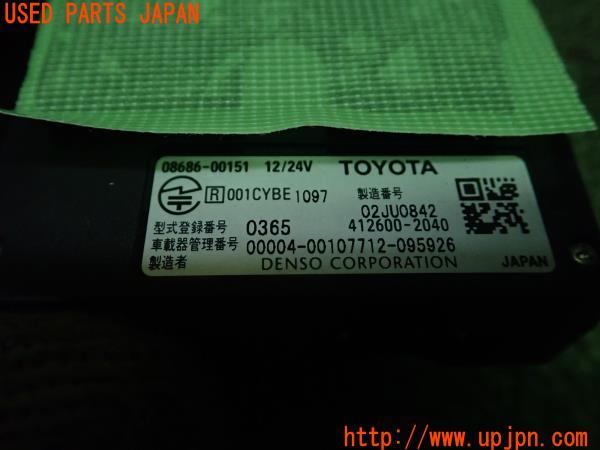 USED PARTS JAPAN
08686-00151 12/24V TOYOTA
R 001CYBE1097 製造番号
02JU0842
型式登録番号 0365 412600-2040
車載器管理番号 00004-00107712-095926
製造者 DENSO CORPORATION JAPAN
http://www.upjpn.com